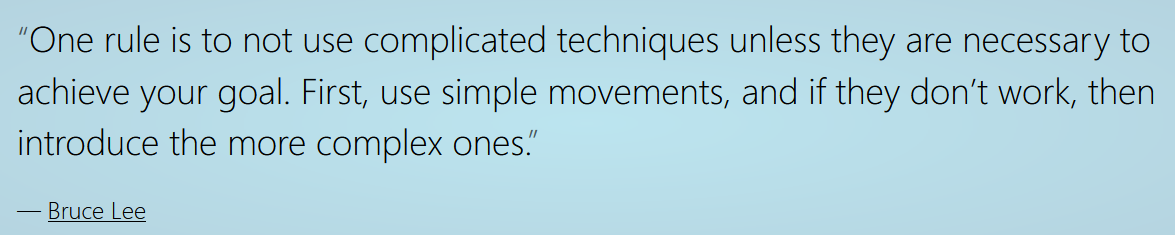 “One rule is to not use complicated techniques unless they are necessary to
achieve your goal. First, use simple movements, and if they don’t work, then
introduce the more complex ones.”
— Bruce Lee